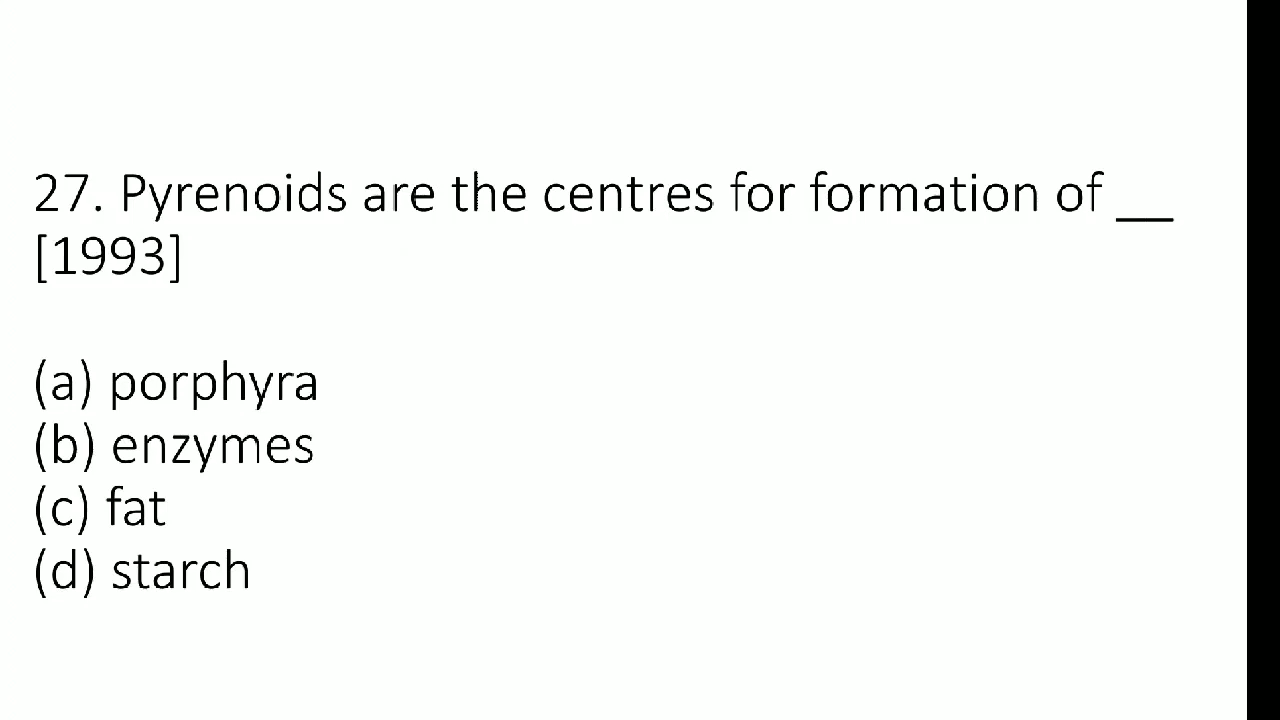 27. Pyrenoids are the centres for formation of __
[1993]
(a) porphyra
(b) enzymes
(c) fat
(d) starch